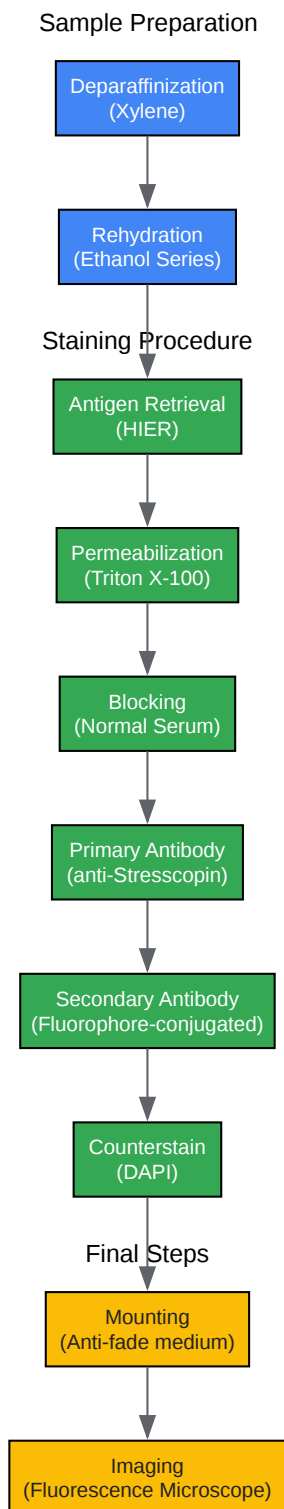 Sample Preparation
Deparaffinization
(Xylene)
Rehydration
(Ethanol Series)
Staining Procedure
Antigen Retrieval
(HIER)
Permeabilization
(Triton X-100)
Blocking
(Normal Serum)
Primary Antibody
(anti-Stresscopin)
Secondary Antibody
(Fluorophore-conjugated)
Counterstain
(DAPI)
Final Steps
Mounting
(Anti-fade medium)
Imaging
(Fluorescence Microscope)